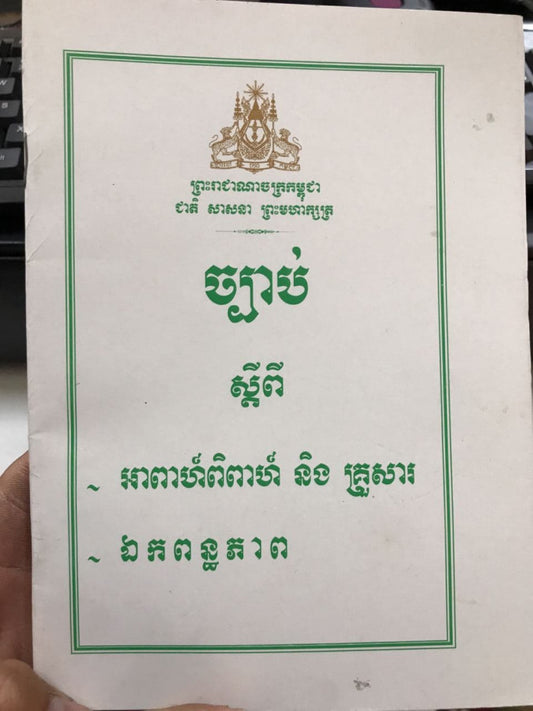 ព្រះរាជាណាចក្រកម្ពុជា
ជាតិ សាសនា ព្រះមហាក្សត្រ
ច្បាប់
ស្ដីពី
~ អាពាហ៍ពិពាហ៍ និង គ្រួសារ
~ ឯកពន្ធភាព